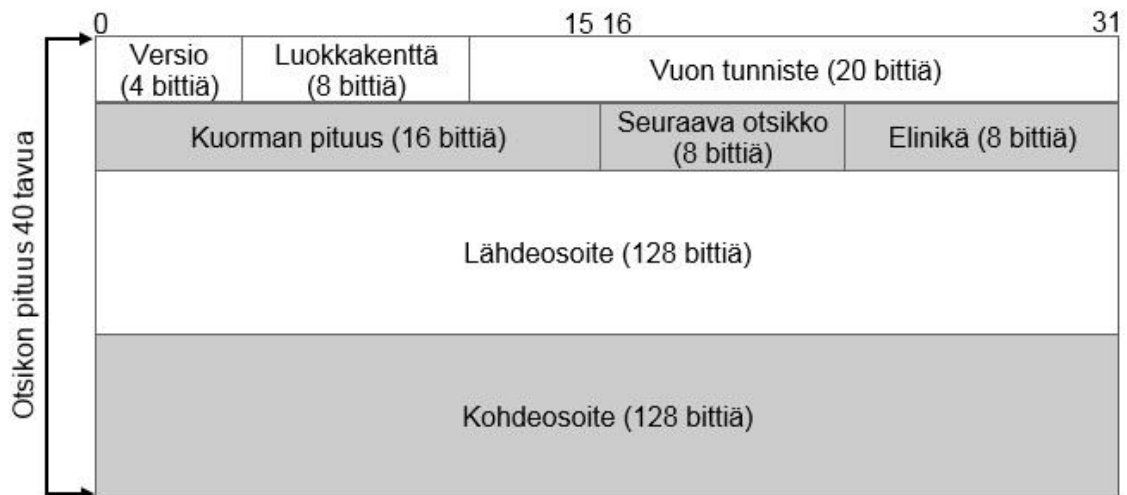 0 15 16 31
Versio
(4 bittiä)
Luokkakenttä
(8 bittiä)
Vuon tunniste (20 bittiä)
Kuorman pituus (16 bittiä)
Seuraava otsikko
(8 bittiä)
Elinikä (8 bittiä)
Otsikon pituus 40 tavua
Lähdeosoite (128 bittiä)
Kohdeosoite (128 bittiä)